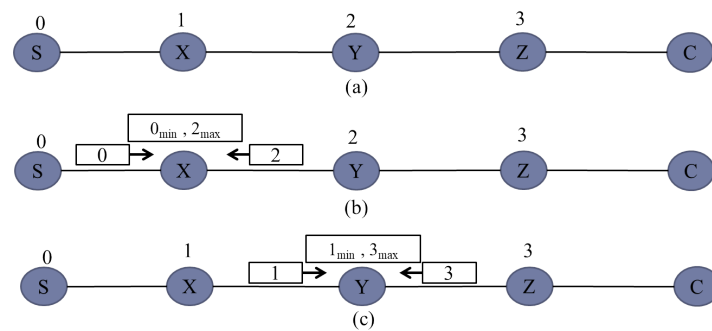 0 1 2 3
S X Y Z C
(a)
0 2 3
0min , 2max
0 2
S X Y Z C
(b)
0 1 3
1min , 3max
1 3
S X Y Z C
(c)